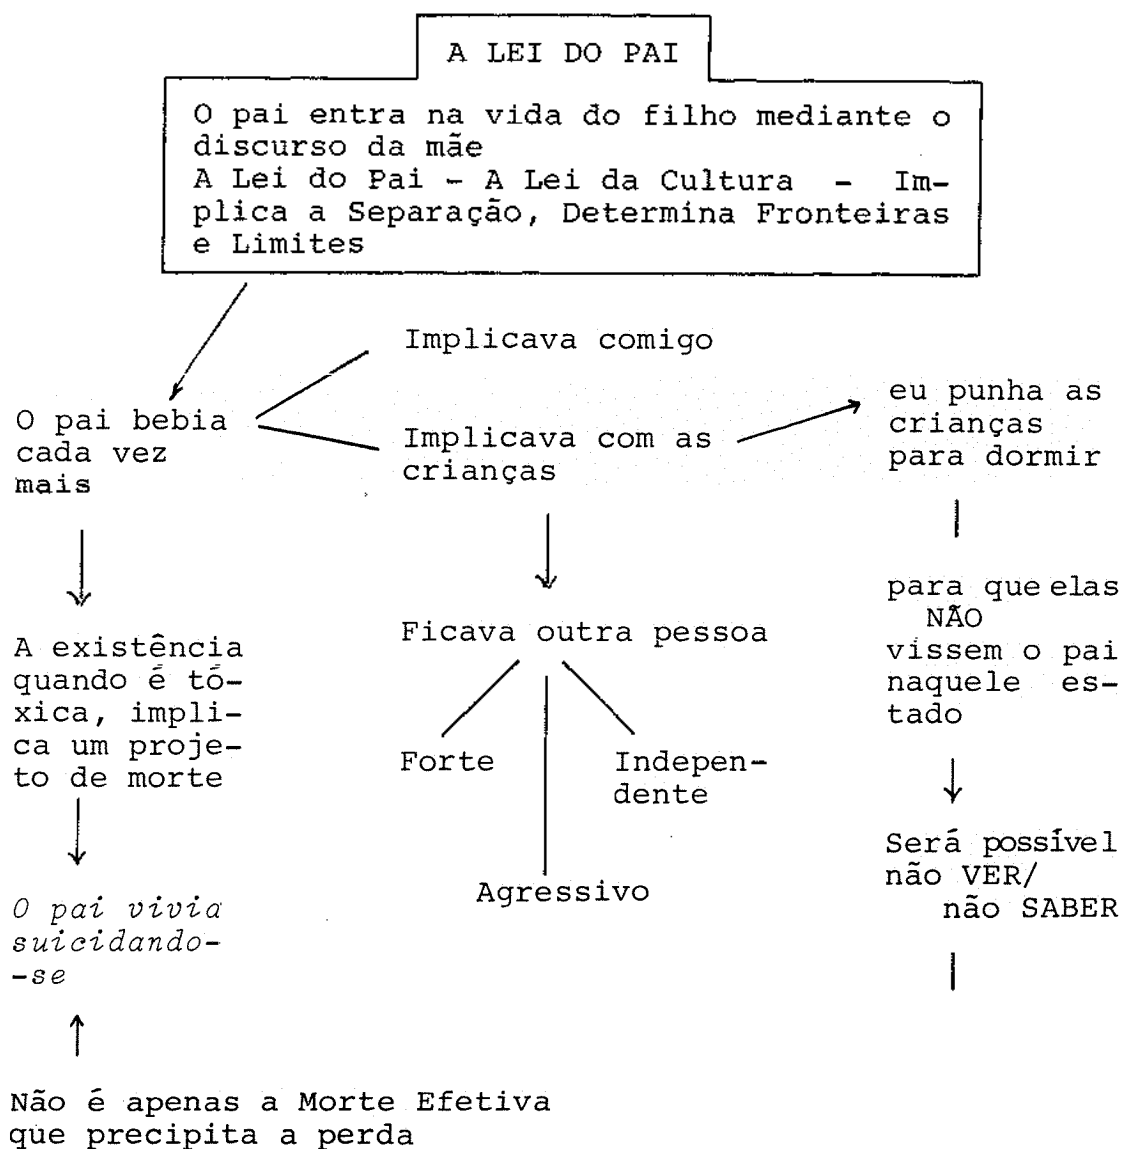 A LEI DO PAI
O pai entra na vida do filho mediante o
discurso da mãe
A Lei do Pai - A Lei da Cultura - Im-
plica a Separação, Determina Fronteiras
e Limites
Implicava comigo
O pai bebia
cada vez
mais
Implicava com as
crianças
eu punha as
crianças
para dormir
A existência
quando é tó-
xica, impli-
ca um proje-
to de morte
Ficava outra pessoa
Forte
Indepen-
dente
Agressivo
para que elas
NÃO
vissem o pai
naquele es-
tado
Será possível
não VER/
não SABER
O pai vivia
suicidando-
-se
Não é apenas a Morte Efetiva
que precipita a perda